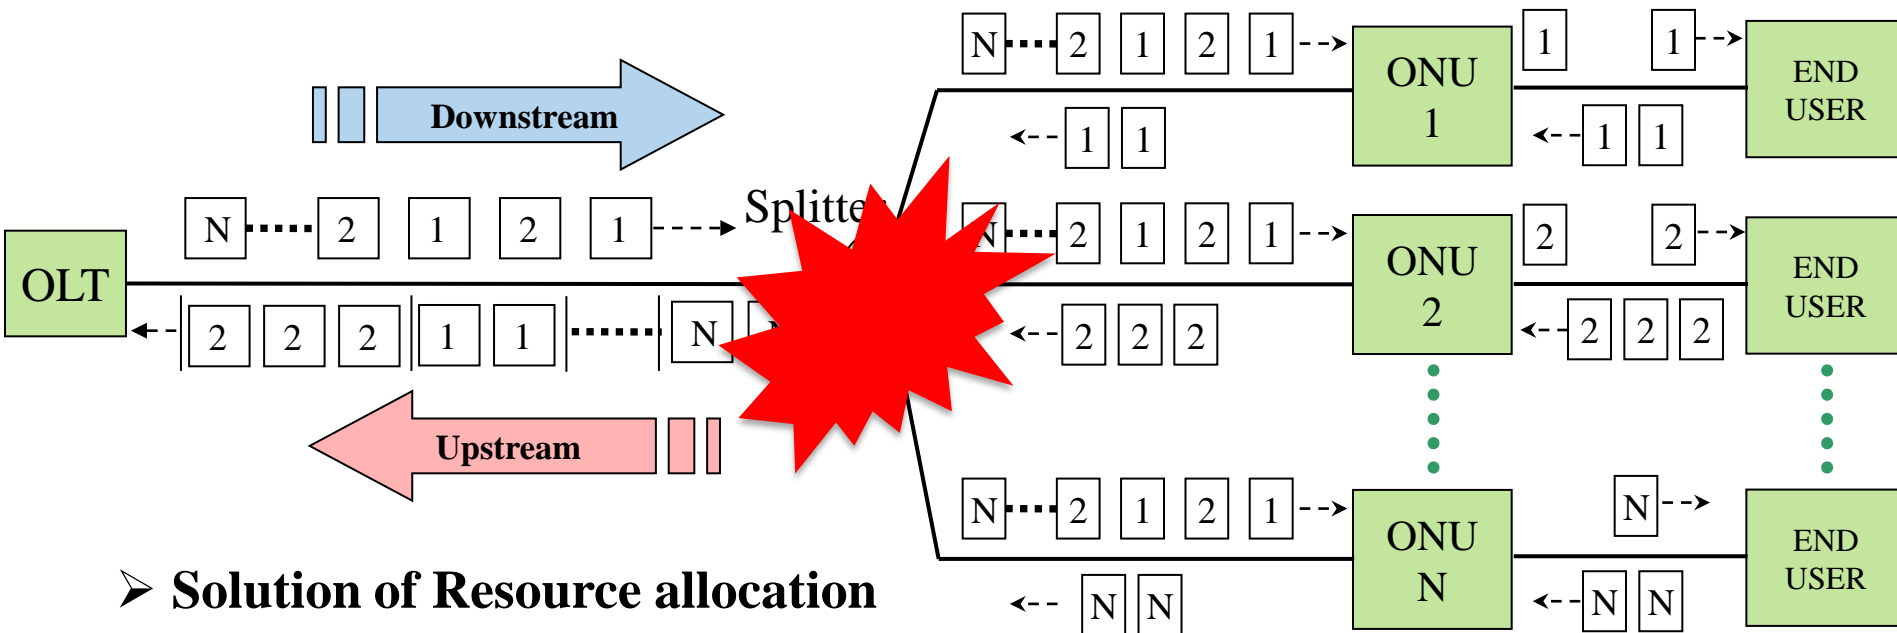 N 2 1 2 1
ONU
1
1 1
END
USER
Downstream
1 1
1 1
N 2 1 2 1
Splitter
N 2 1 2 1
ONU
2
2 2
END
USER
OLT
2 2 2 1 1 N
2 2 2
2 2 2
Upstream
N 2 1 2 1
ONU
N
N
END
USER
➢ Solution of Resource allocation
N N
N N